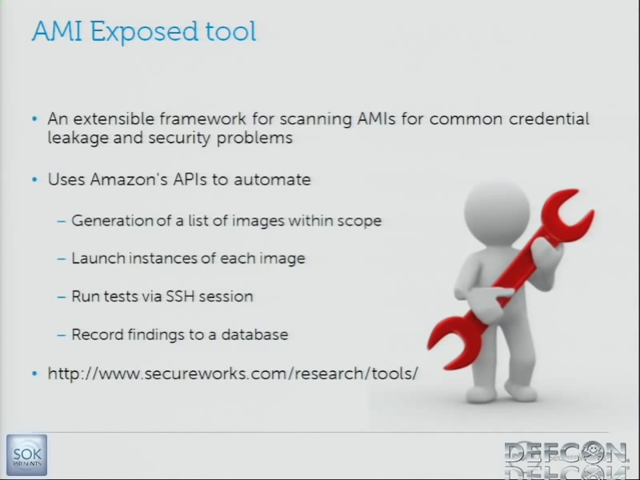 AMI Exposed tool
• An extensible framework for scanning AMIs for common credential
leakage and security problems
• Uses Amazon's APIs to automate
– Generation of a list of images within scope
– Launch instances of each image
– Run tests via SSH session
– Record findings to a database
• http://www.secureworks.com/research/tools/
SOK
PRESENTS
DEFCON